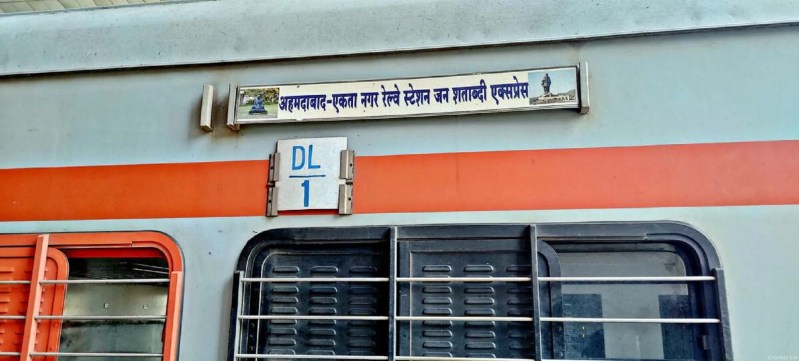 अहमदाबाद-एकता नगर रेल्वे स्टेशन जन शताब्दी एक्सप्रेस
DL
1